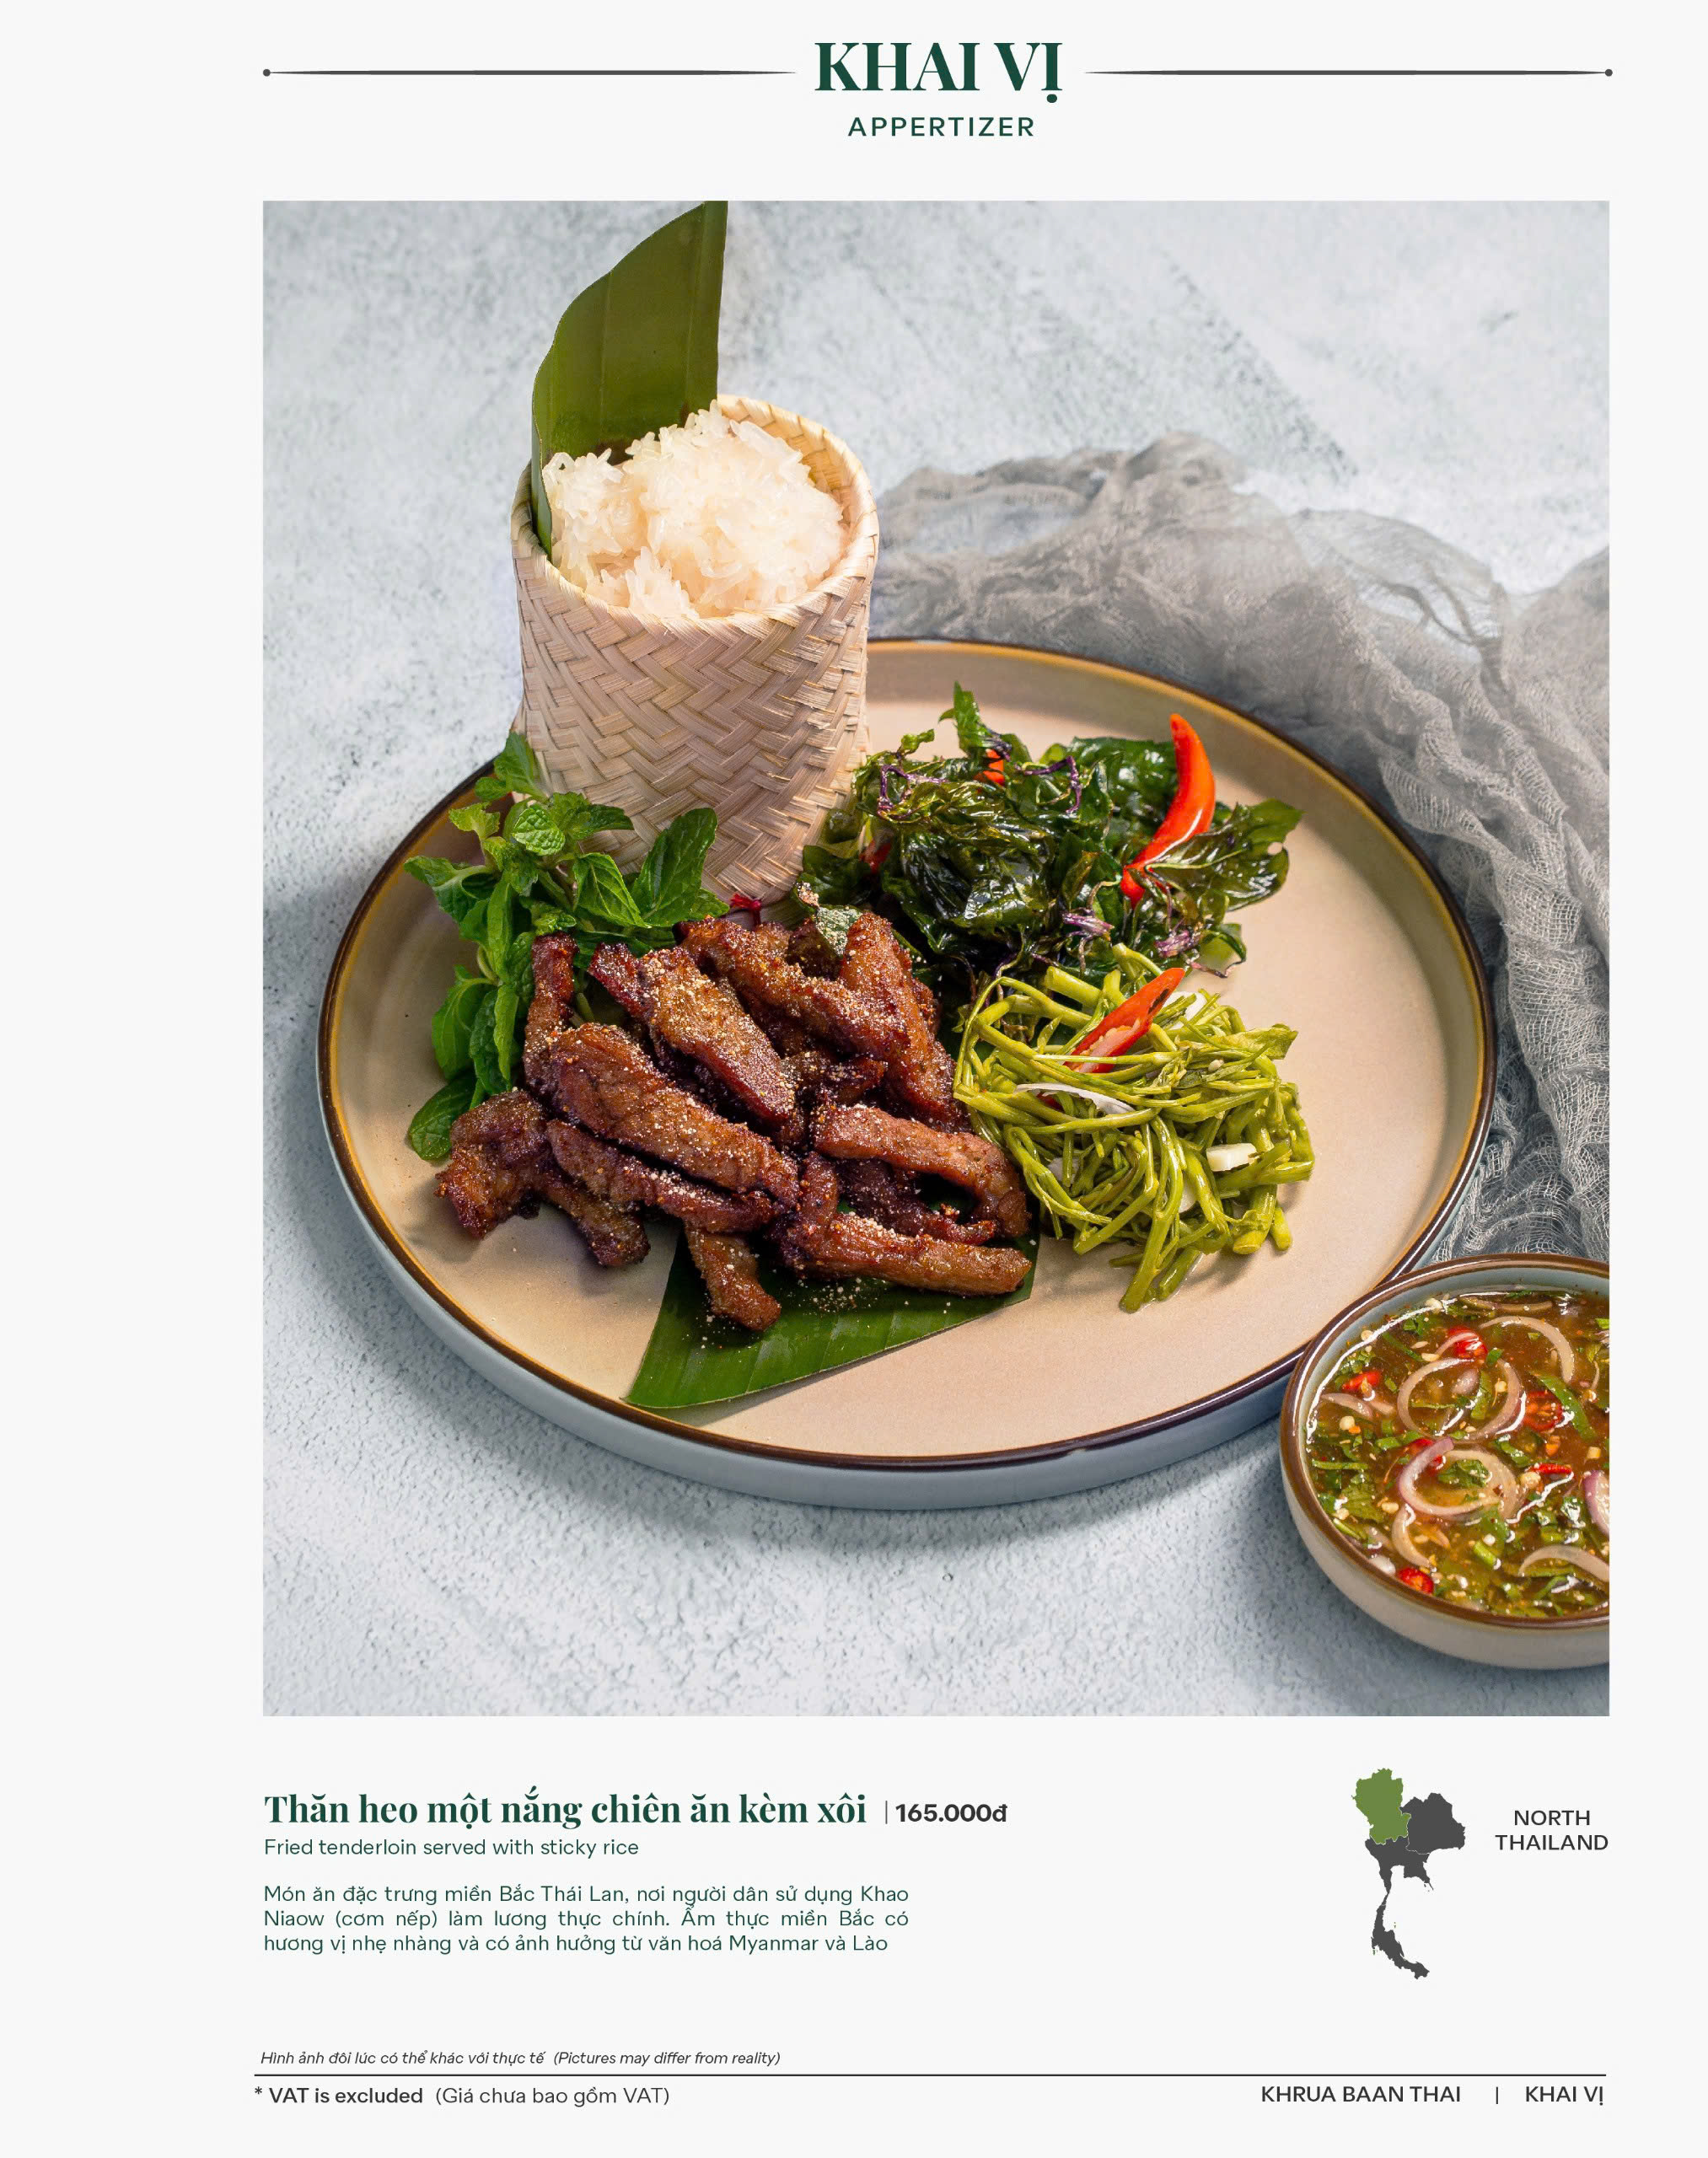 KHAI VỊ
APPERTIZER
Thăn heo một nắng chiên ăn kèm xôi | 165.000đ
Fried tenderloin served with sticky rice
NORTH
THAILAND
Món ăn đặc trưng miền Bắc Thái Lan, nơi người dân sử dụng Khao
Niaow (cơm nếp) làm lương thực chính. Ẩm thực miền Bắc có
hương vị nhẹ nhàng và có ảnh hưởng từ văn hoá Myanmar và Lào
Hình ảnh đôi lúc có thể khác với thực tế (Pictures may differ from reality)
* VAT is excluded (Giá chưa bao gồm VAT)
KHRUA BAAN THAI | KHAI VỊ